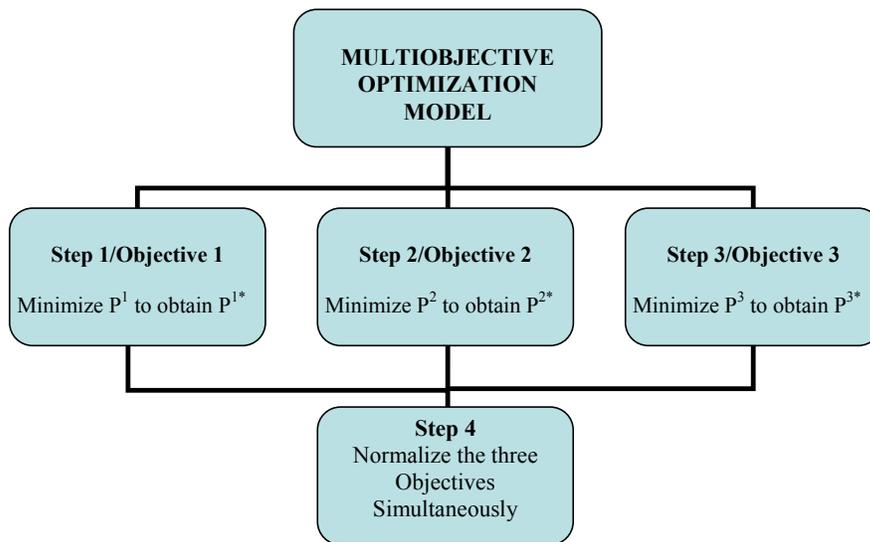 MULTIOBJECTIVE
OPTIMIZATION
MODEL
Step 1/Objective 1
Minimize P¹ to obtain P¹*
Step 2/Objective 2
Minimize P² to obtain P²*
Step 3/Objective 3
Minimize P³ to obtain P³*
Step 4
Normalize the three
Objectives
Simultaneously